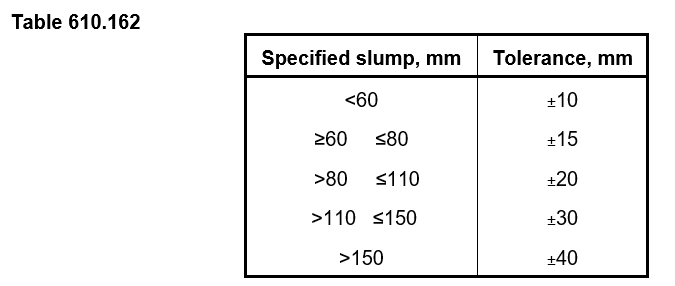 Table 610.162
Specified slump, mm Tolerance, mm
<60 ±10
≥60 ≤80 ±15
>80 ≤110 ±20
>110 ≤150 ±30
>150 ±40